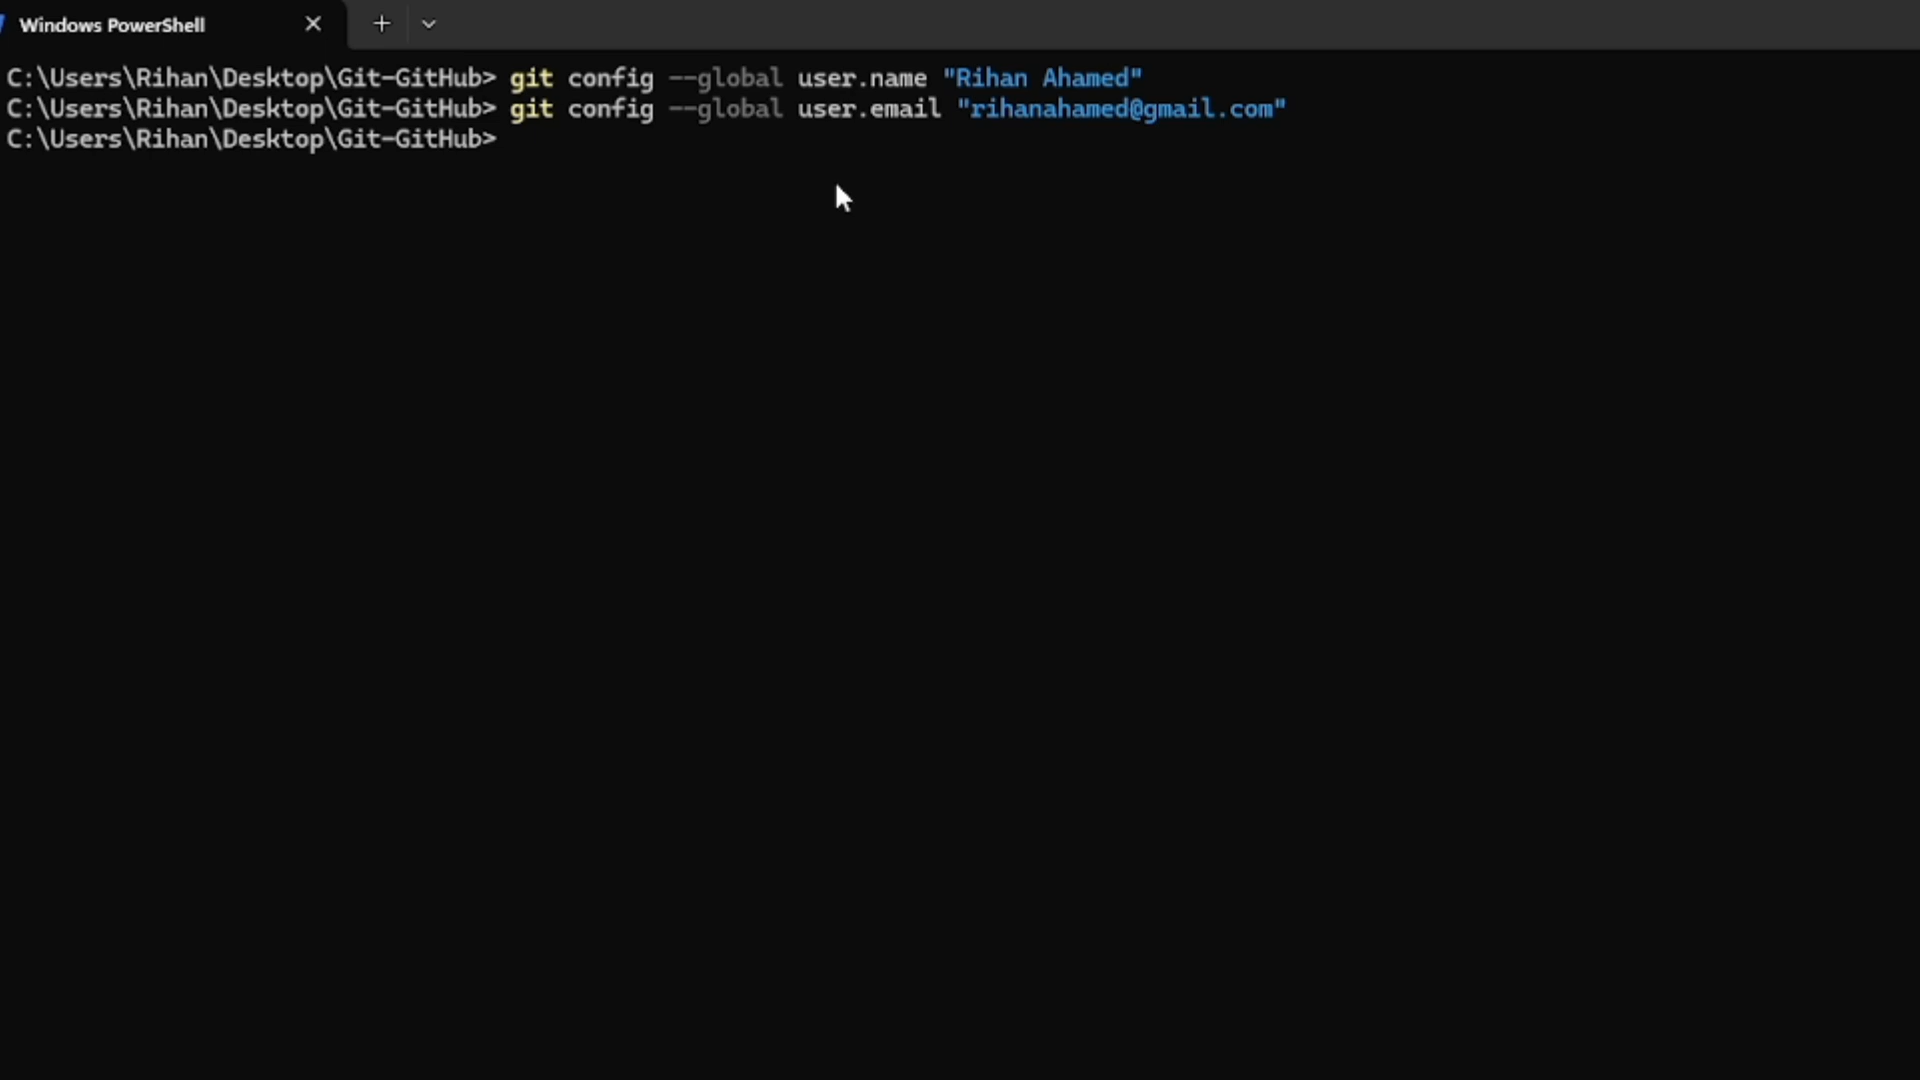 Windows PowerShell
C:\Users\Rihan\Desktop\Git-GitHub> git config --global user.name "Rihan Ahamed"
C:\Users\Rihan\Desktop\Git-GitHub> git config --global user.email "rihanahamed@gmail.com"
C:\Users\Rihan\Desktop\Git-GitHub>